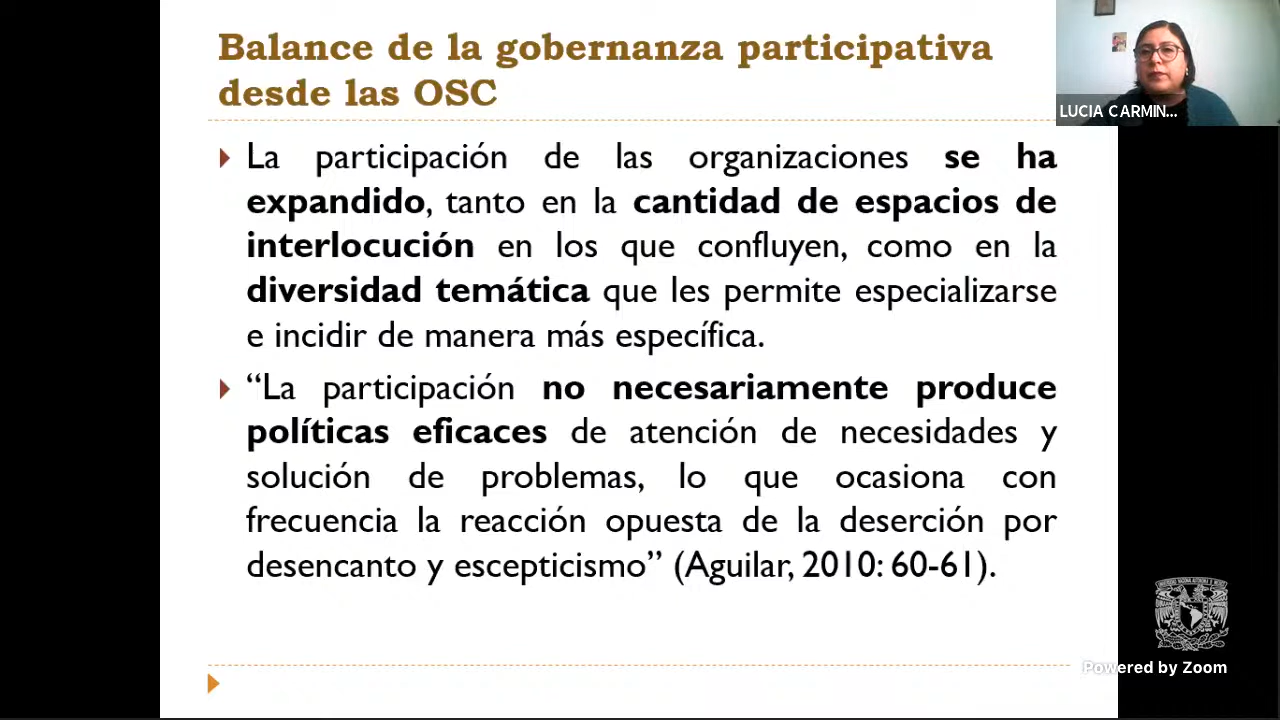 Balance de la gobernanza participativa
desde las OSC
La participación de las organizaciones se ha
expandido, tanto en la cantidad de espacios de
interlocución en los que confluyen, como en la
diversidad temática que les permite especializarse
e incidir de manera más específica.
“La participación no necesariamente produce
políticas eficaces de atención de necesidades y
solución de problemas, lo que ocasiona con
frecuencia la reacción opuesta de la deserción por
desencanto y escepticismo” (Aguilar, 2010: 60-61).
LUCIA CARMIN...
Powered by Zoom